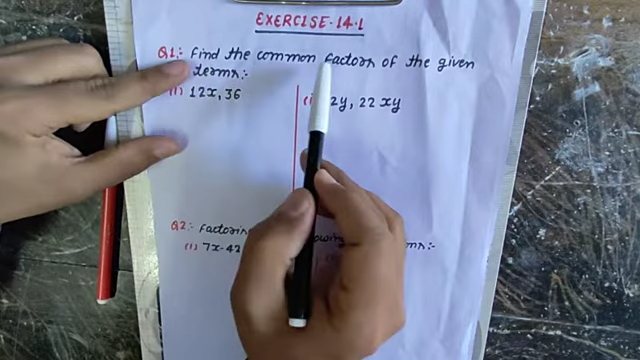 EXERCISE-14.1
Q1:- Find the common factors of the given
terms:-
(i) 12x, 36
2y, 22xy
Q2:- Factoris
(i) 7x-42